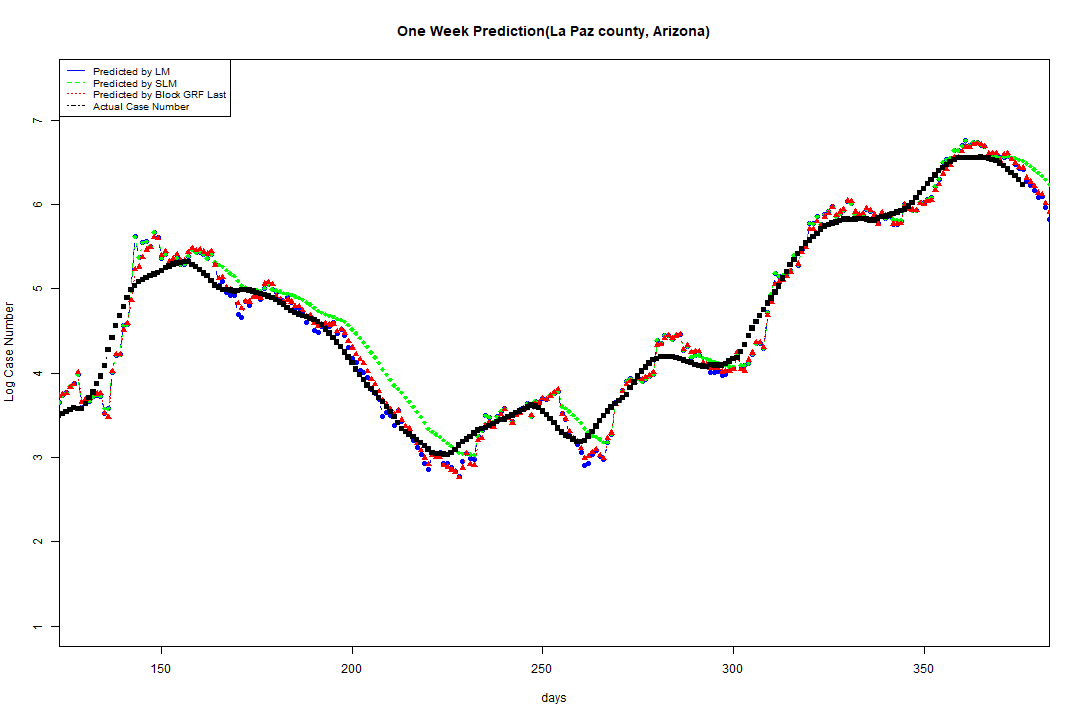 One Week Prediction(La Paz county, Arizona)
Predicted by LM
Predicted by SLM
Predicted by Block GRF Last
Actual Case Number
Log Case Number
7
6
5
4
3
2
1
150 200 250 300 350
days